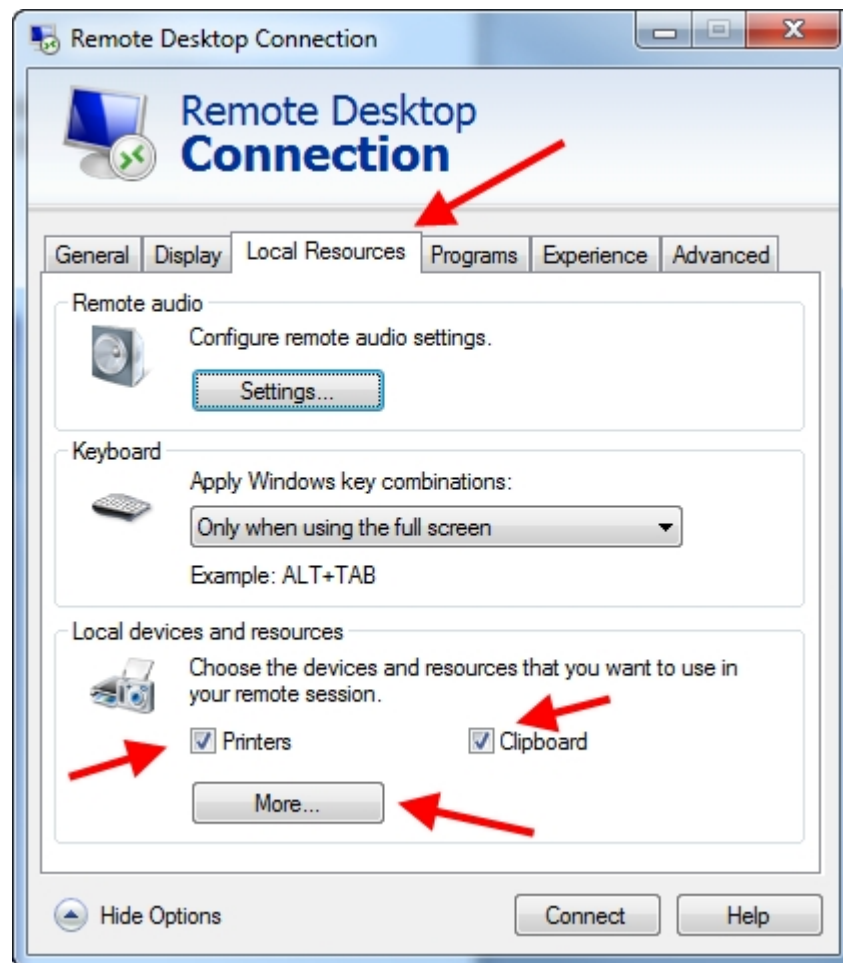 Remote Desktop Connection
Remote Desktop
Connection
General Display Local Resources Programs Experience Advanced
Remote audio
Configure remote audio settings.
Settings...
Keyboard
Apply Windows key combinations:
Only when using the full screen
Example: ALT+TAB
Local devices and resources
Choose the devices and resources that you want to use in
your remote session.
Printers Clipboard
More...
Hide Options Connect Help